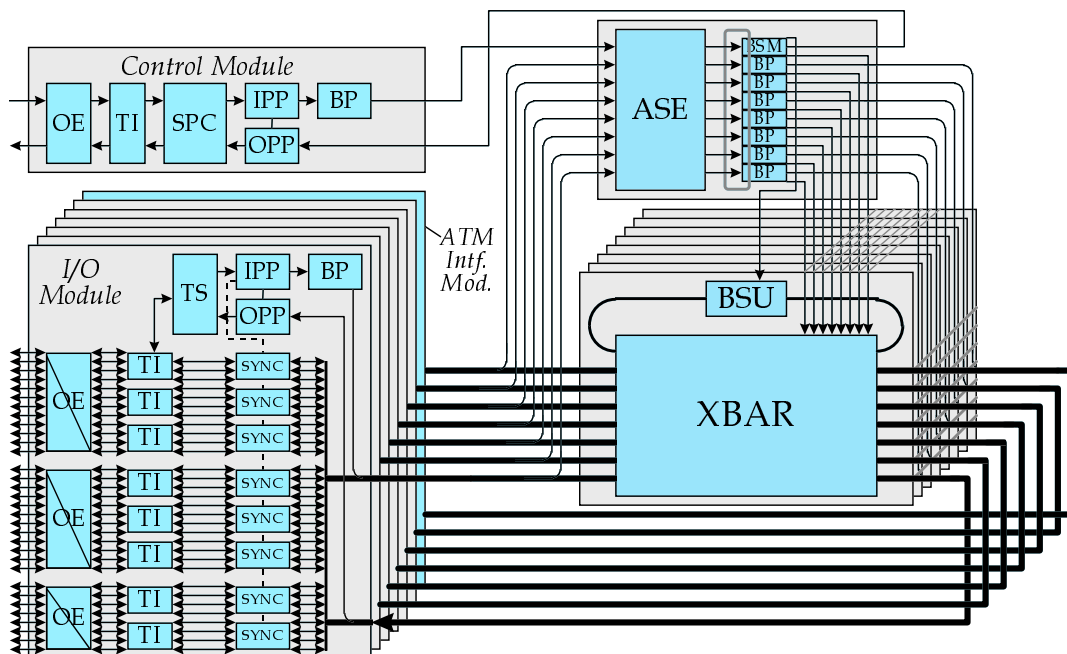 Control Module
OE
TI
SPC
IPP
BP
OPP
ASE
BSM
BP
BP
BP
BP
BP
BP
BP
ATM
Intf.
Mod.
I/O
Module
TS
IPP
BP
OPP
BSU
XBAR
OE
TI
SYNC
TI
SYNC
TI
SYNC
OE
TI
SYNC
TI
SYNC
TI
SYNC
OE
TI
SYNC
TI
SYNC